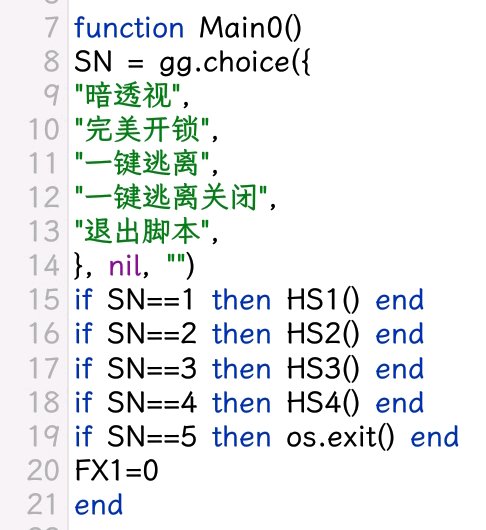 7 function Main0()
8 SN = gg.choice({
9 "暗透视",
10 "完美开锁",
11 "一键逃离",
12 "一键逃离关闭",
13 "退出脚本",
14 }, nil, "")
15 if SN==1 then HS1() end
16 if SN==2 then HS2() end
17 if SN==3 then HS3() end
18 if SN==4 then HS4() end
19 if SN==5 then os.exit() end
20 FX1=0
21 end